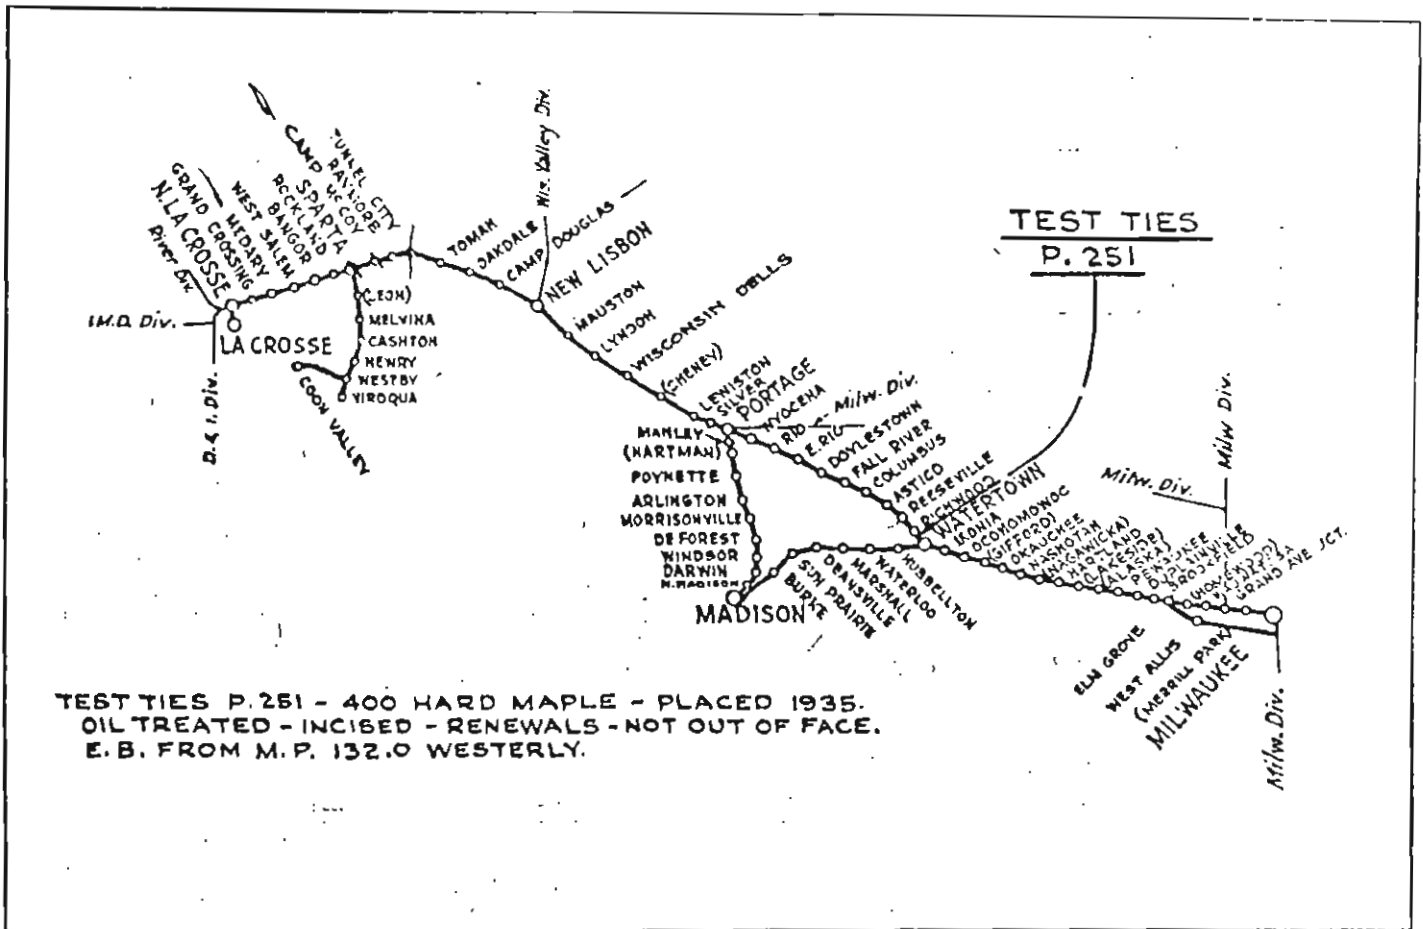 TEST TIES
P. 251
Wis. Valley Div.
TUNNEL CITY
RAYMORE
CAMP McCOY
SPARTA
ROCKLAND
BANGOR
WEST SALEM
MEDARY
GRAND CROSSING
N. LA CROSSE
River Div.
I.M.D. Div.
LA CROSSE
D. & I. Div.
(LEON)
MELVINA
CASHTON
HENRY
WESTBY
VIROQUA
COON VALLEY
TOMAH
OAKDALE
CAMP DOUGLAS
NEW LISBON
MAUSTON
LYNDON
WISCONSIN DELLS
(CHENEY)
LEWISTON
SILVER
PORTAGE
WYOCENA
RIO
Milw. Div.
E. RIO
DOYLESTOWN
FALL RIVER
COLUMBUS
ASTICO
REESEVILLE
RICHWOOD
WATERTOWN
IXONIA
OCONOMOWOC
(GIFFORD)
OKAUCHEE
NASHOTAH
(NAGAWICKA)
HARTLAND
(LAKESIDE)
(ALASKA)
PEWAUKEE
DUPLAINVILLE
BROOKFIELD
GRAND AVE JCT.
Milw. Div.
Milw Div.
MANLEY
(HARTMAN)
POYNETTE
ARLINGTON
MORRISONVILLE
DE FOREST
WINDSOR
DARWIN
N. MADISON
MADISON
BURKE
SUN PRAIRIE
DEANSVILLE
MARSHALL
WATERLOO
HUBBELLTON
ELM GROVE
WEST ALLIS
(MERRILL PARK)
MILWAUKEE
Milw. Div.
TEST TIES P. 251 - 400 HARD MAPLE - PLACED 1935.
OIL TREATED - INCISED - RENEWALS - NOT OUT OF FACE.
E. B. FROM M. P. 132.0 WESTERLY.